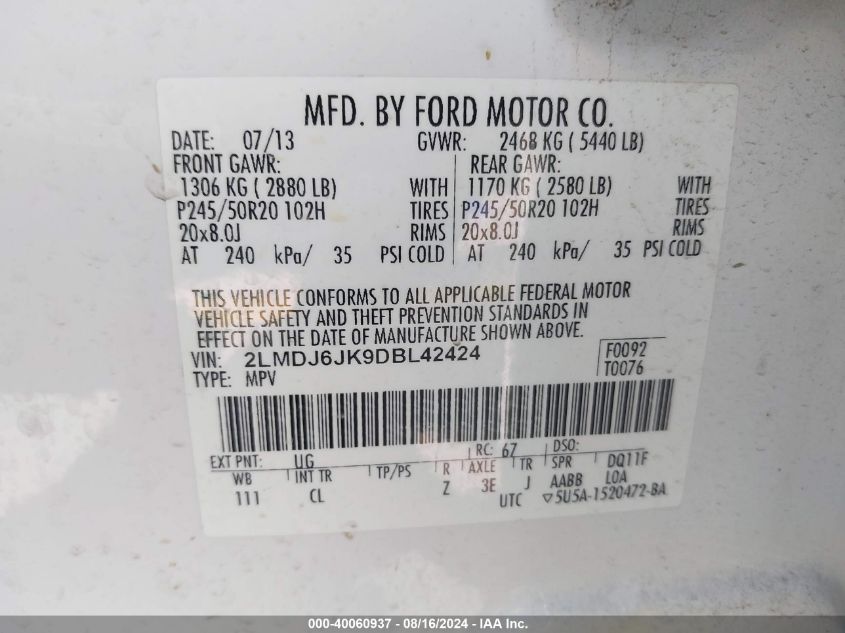 MFD. BY FORD MOTOR CO.
DATE: 07/13 GVWR: 2468 KG ( 5440 LB)
FRONT GAWR: REAR GAWR:
1306 KG ( 2880 LB) WITH 1170 KG ( 2580 LB) WITH
P245/50R20 102H TIRES P245/50R20 102H TIRES
20x8.0J RIMS 20x8.0J RIMS
AT 240 kPa/ 35 PSI COLD AT 240 kPa/ 35 PSI COLD
THIS VEHICLE CONFORMS TO ALL APPLICABLE FEDERAL MOTOR
VEHICLE SAFETY AND THEFT PREVENTION STANDARDS IN
EFFECT ON THE DATE OF MANUFACTURE SHOWN ABOVE.
VIN: 2LMDJ6JK9DBL42424 F0092
TYPE: MPV T0076
EXT PNT: UG RC: 67 DSO:
WB INT TR TP/PS R AXLE TR SPR DQ11F
111 CL Z 3E J AABB LOA
UTC ▽5U5A-1520472-BA
000-40060937 - 08/16/2024 - IAA Inc.